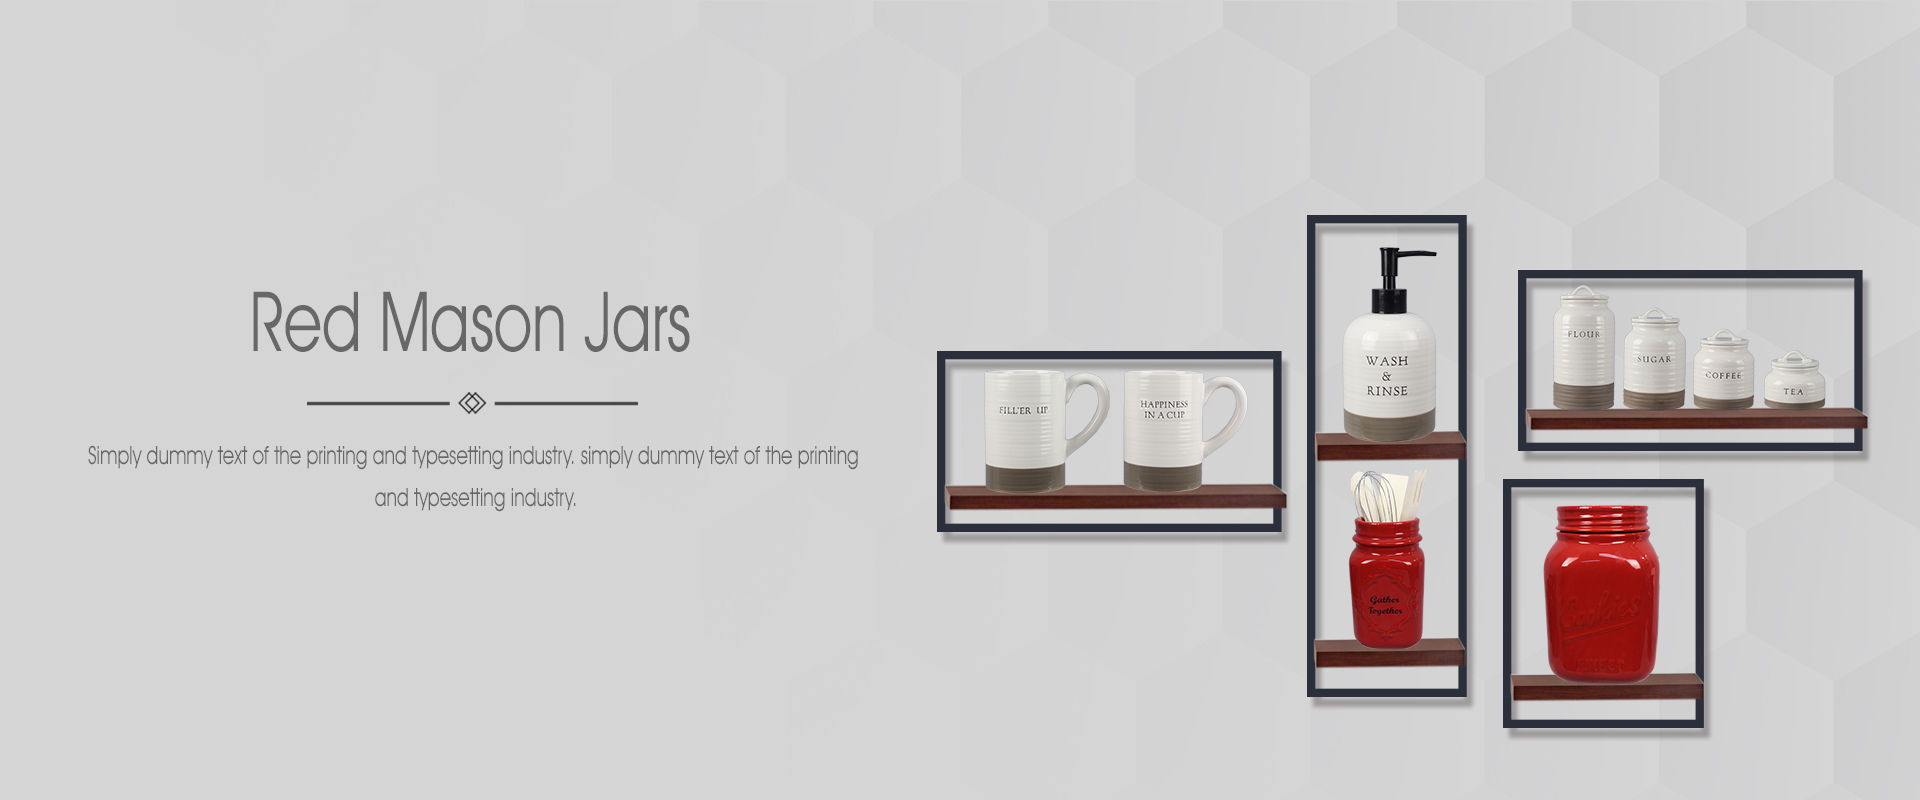 Red Mason Jars
Simply dummy text of the printing and typesetting industry. simply dummy text of the printing
and typesetting industry.
FILL'ER UP
HAPPINESS
IN A CUP
WASH
&
RINSE
Gather
Together
FLOUR
SUGAR
COFFEE
TEA
Cookies